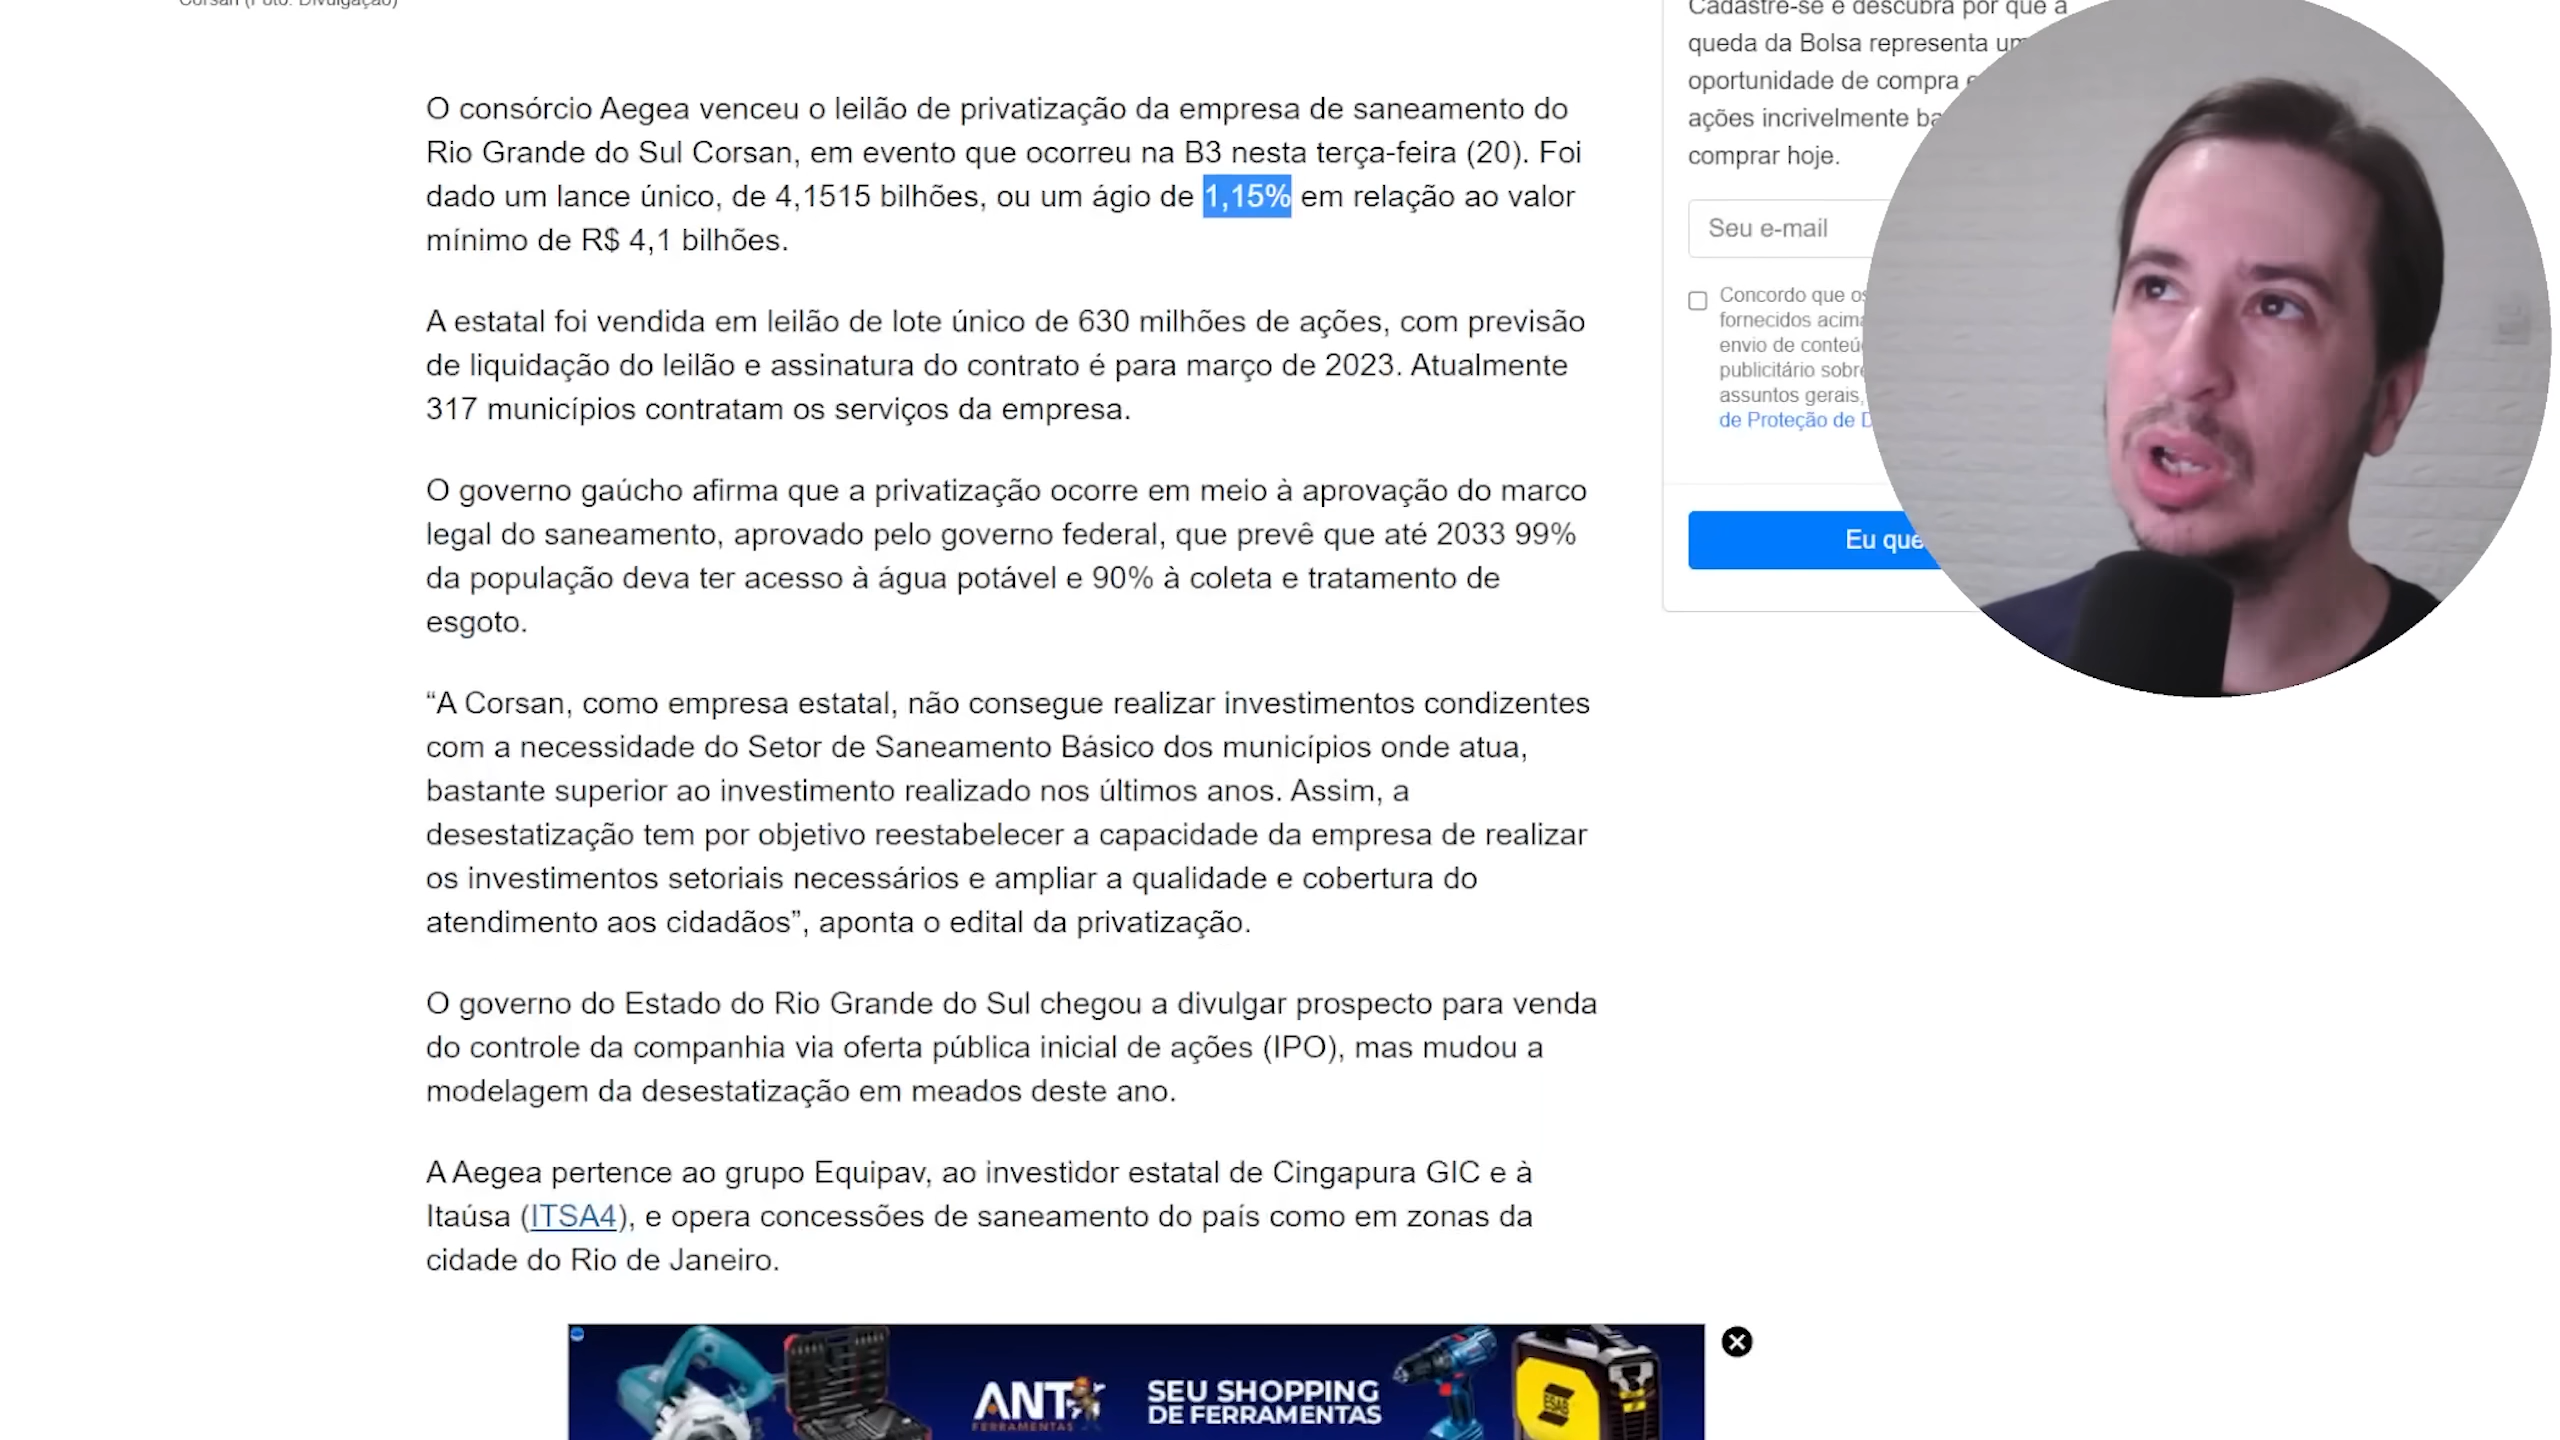 Corsan (Foto: Divulgação)
O consórcio Aegea venceu o leilão de privatização da empresa de saneamento do
Rio Grande do Sul Corsan, em evento que ocorreu na B3 nesta terça-feira (20). Foi
dado um lance único, de 4,1515 bilhões, ou um ágio de 1,15% em relação ao valor
mínimo de R$ 4,1 bilhões.
A estatal foi vendida em leilão de lote único de 630 milhões de ações, com previsão
de liquidação do leilão e assinatura do contrato é para março de 2023. Atualmente
317 municípios contratam os serviços da empresa.
O governo gaúcho afirma que a privatização ocorre em meio à aprovação do marco
legal do saneamento, aprovado pelo governo federal, que prevê que até 2033 99%
da população deva ter acesso à água potável e 90% à coleta e tratamento de
esgoto.
“A Corsan, como empresa estatal, não consegue realizar investimentos condizentes
com a necessidade do Setor de Saneamento Básico dos municípios onde atua,
bastante superior ao investimento realizado nos últimos anos. Assim, a
desestatização tem por objetivo reestabelecer a capacidade da empresa de realizar
os investimentos setoriais necessários e ampliar a qualidade e cobertura do
atendimento aos cidadãos”, aponta o edital da privatização.
O governo do Estado do Rio Grande do Sul chegou a divulgar prospecto para venda
do controle da companhia via oferta pública inicial de ações (IPO), mas mudou a
modelagem da desestatização em meados deste ano.
A Aegea pertence ao grupo Equipav, ao investidor estatal de Cingapura GIC e à
Itaúsa (ITSA4), e opera concessões de saneamento do país como em zonas da
cidade do Rio de Janeiro.
Cadastre-se e descubra por que a
queda da Bolsa representa
oportunidade de compra
ações incrivelmente
comprar hoje.
Seu e-mail
Concordo que
fornecidos
envio de
publicitário
assuntos gerais,
de Proteção de
Eu
ANT
FERRAMENTAS
SEU SHOPPING
DE FERRAMENTAS
ESAB